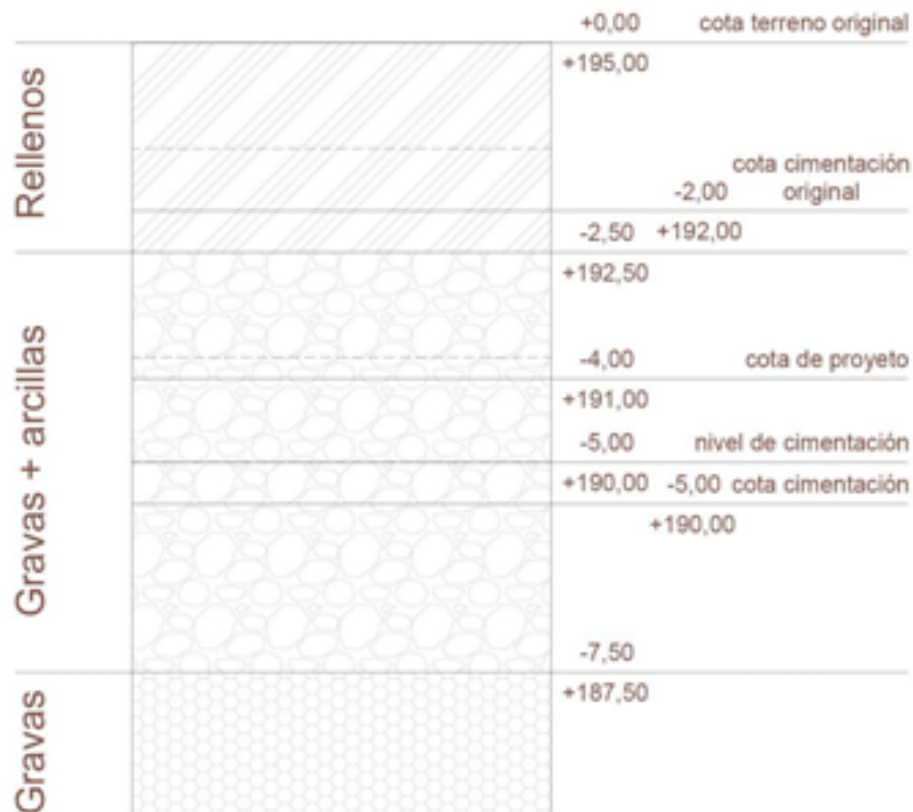 +0,00 cota terreno original
+195,00
Rellenos
cota cimentación
-2,00 original
-2,50 +192,00
+192,50
-4,00 cota de proyeto
Gravas + arcillas
+191,00
-5,00 nivel de cimentación
+190,00 -5,00 cota cimentación
+190,00
-7,50
+187,50
Gravas